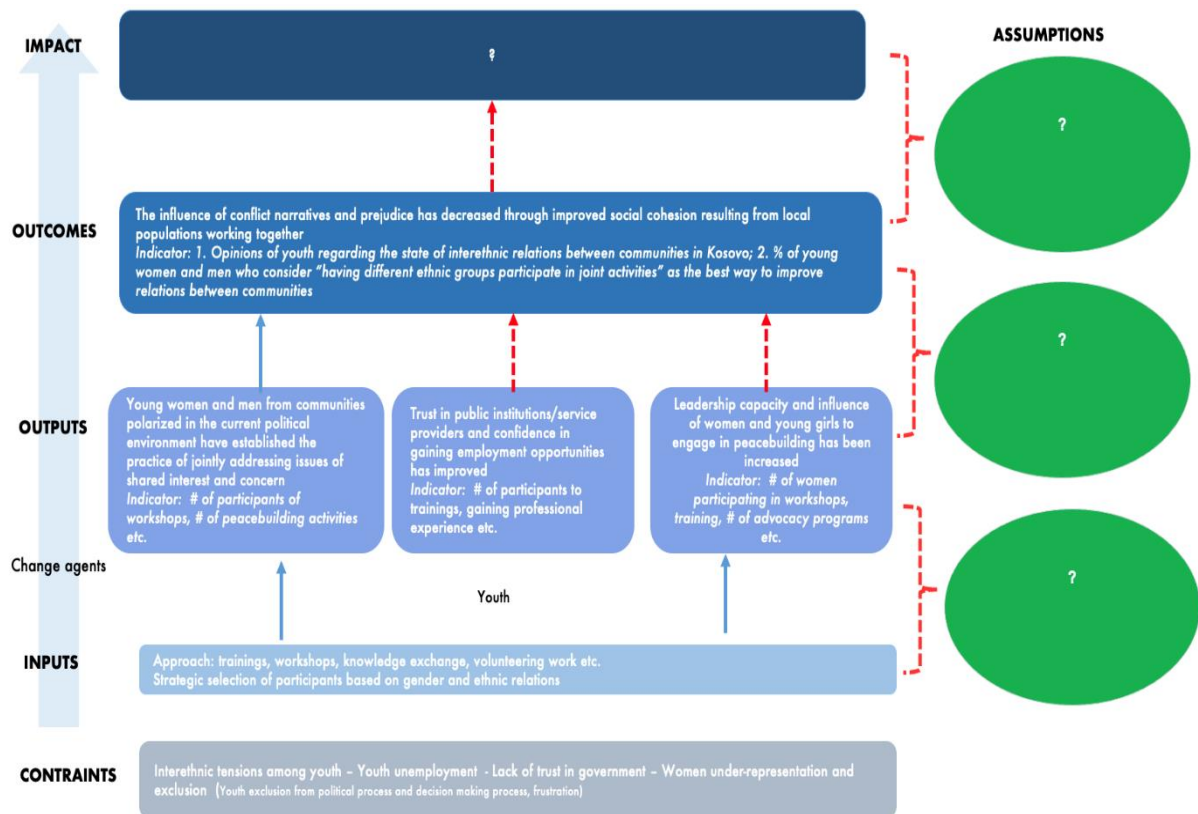 IMPACT
?
ASSUMPTIONS
?
OUTCOMES
The influence of conflict narratives and prejudice has decreased through improved social cohesion resulting from local
populations working together
Indicator: 1. Opinions of youth regarding the state of interethnic relations between communities in Kosovo; 2. % of young
women and men who consider "having different ethnic groups participate in joint activities" as the best way to improve
relations between communities
?
OUTPUTS
Young women and men from communities
polarized in the current political
environment have established the
practice of jointly addressing issues of
shared interest and concern
Indicator: # of participants of
workshops, # of peacebuilding activities
etc.
Trust in public institutions/service
providers and confidence in
gaining employment opportunities
has improved
Indicator: # of participants to
trainings, gaining professional
experience etc.
Leadership capacity and influence
of women and young girls to
engage in peacebuilding has been
increased
Indicator: # of women
participating in workshops,
training, # of advocacy programs
etc.
Change agents
Youth
?
INPUTS
Approach: trainings, workshops, knowledge exchange, volunteering work etc.
Strategic selection of participants based on gender and ethnic relations
CONTRAINTS
Interethnic tensions among youth – Youth unemployment - Lack of trust in government – Women under-representation and
exclusion (Youth exclusion from political process and decision making process, frustration)